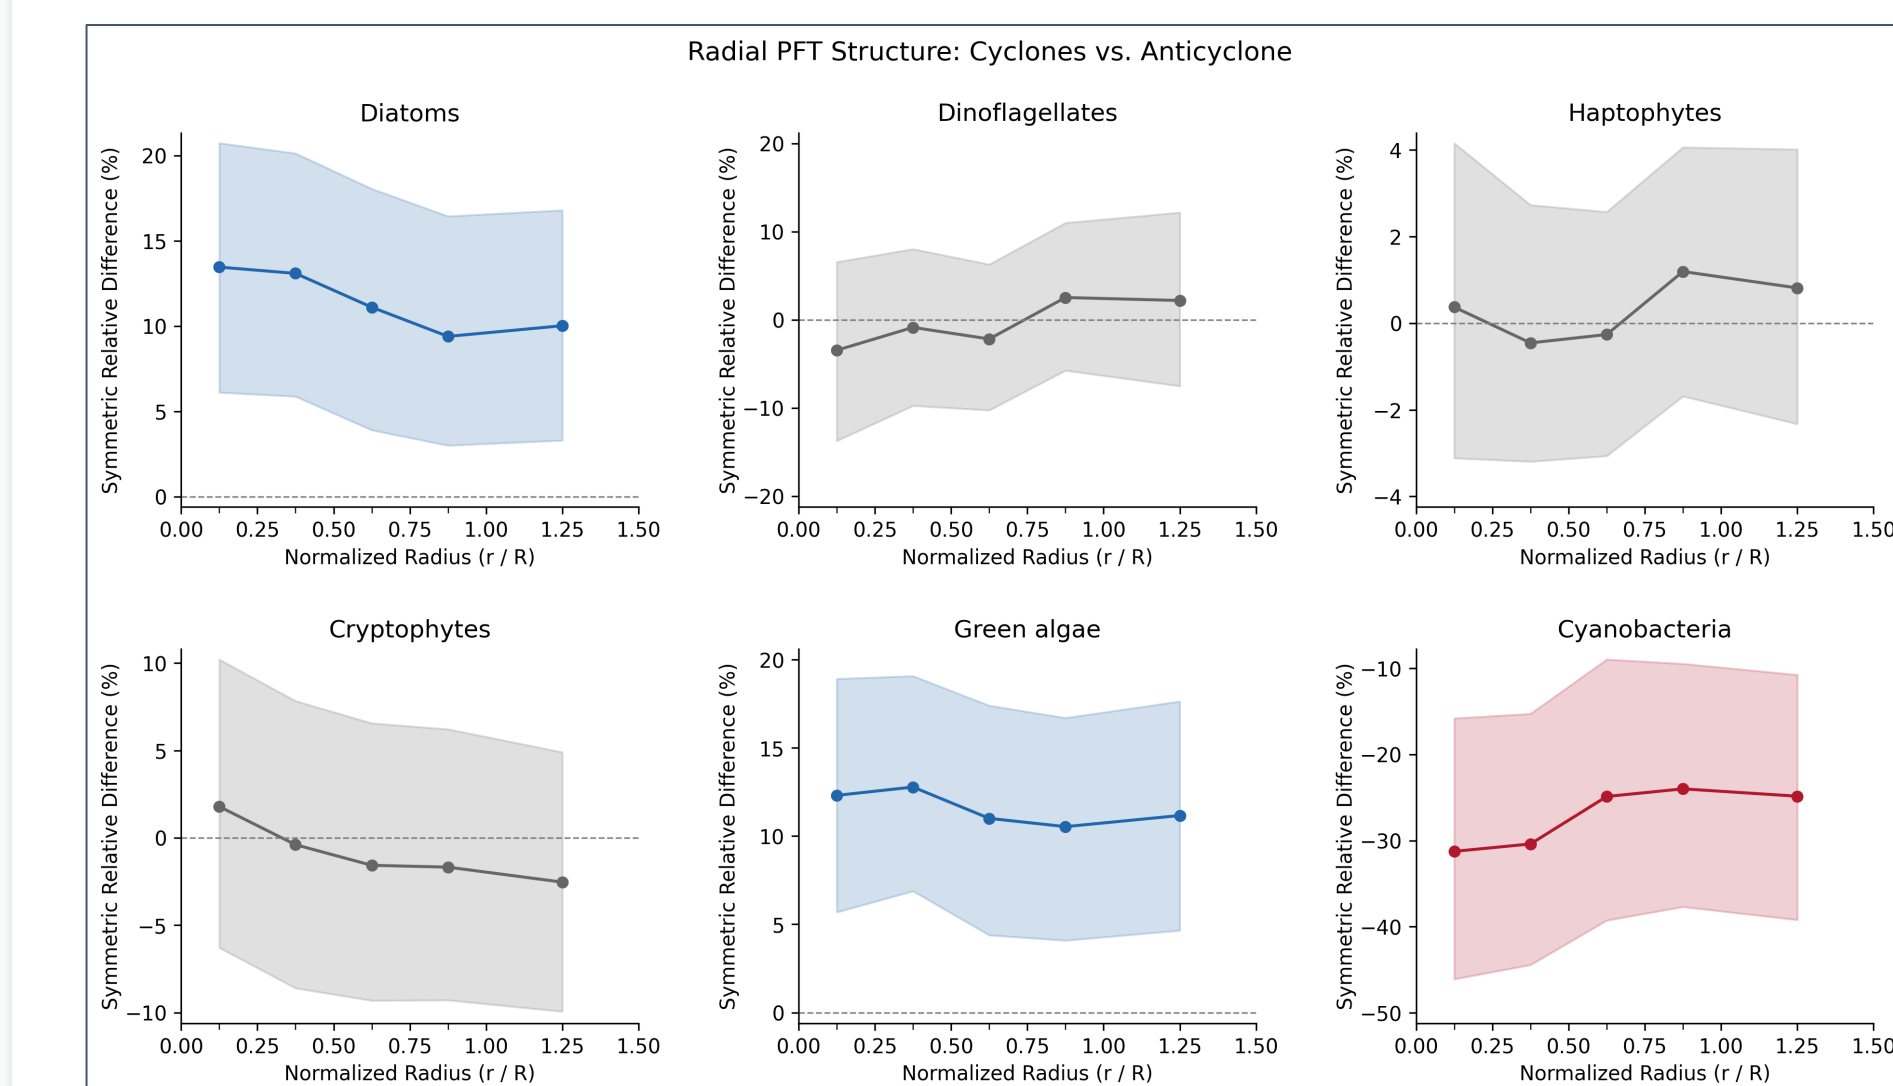 Radial PFT Structure: Cyclones vs. Anticyclone
Diatoms
Symmetric Relative Difference (%)
20
15
10
5
0
0.00 0.25 0.50 0.75 1.00 1.25 1.50
Normalized Radius (r / R)
Dinoflagellates
Symmetric Relative Difference (%)
20
10
0
−10
−20
0.00 0.25 0.50 0.75 1.00 1.25 1.50
Normalized Radius (r / R)
Haptophytes
Symmetric Relative Difference (%)
4
2
0
−2
−4
0.00 0.25 0.50 0.75 1.00 1.25 1.50
Normalized Radius (r / R)
Cryptophytes
Symmetric Relative Difference (%)
10
5
0
−5
−10
0.00 0.25 0.50 0.75 1.00 1.25 1.50
Normalized Radius (r / R)
Green algae
Symmetric Relative Difference (%)
20
15
10
5
0
0.00 0.25 0.50 0.75 1.00 1.25 1.50
Normalized Radius (r / R)
Cyanobacteria
Symmetric Relative Difference (%)
−10
−20
−30
−40
−50
0.00 0.25 0.50 0.75 1.00 1.25 1.50
Normalized Radius (r / R)